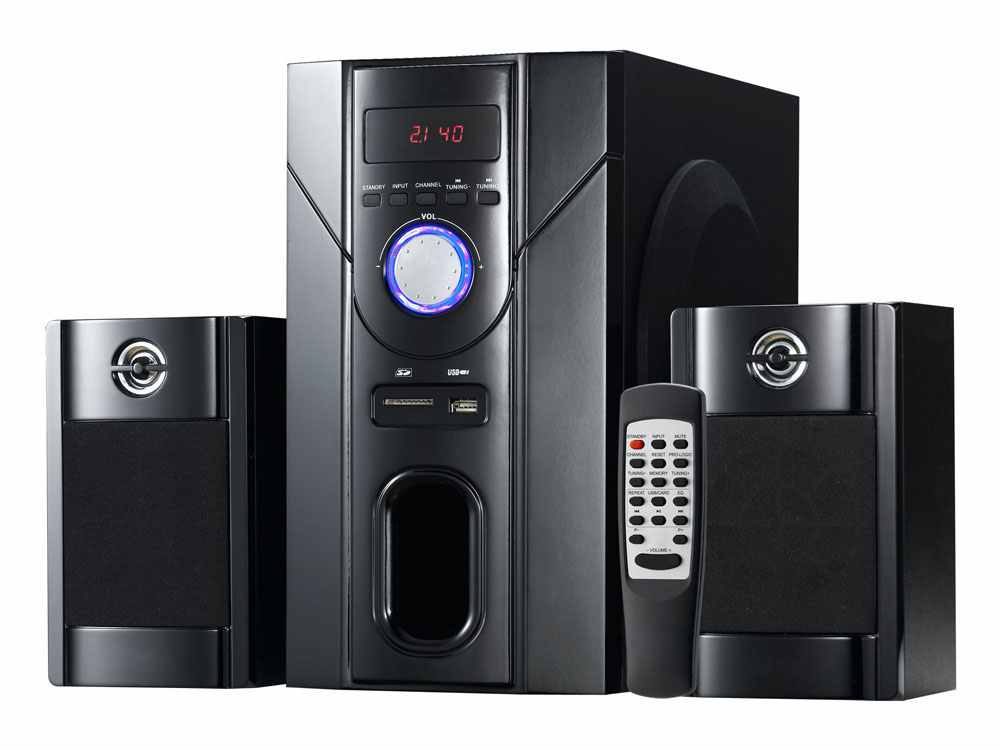 2.1 40
STANDBY INPUT CHANNEL TUNING- TUNING
VOL
- +
SD USB
STANDBY INPUT MUTE
CHANNEL RESET PRO-LOGIC
TUNING- MEMORY TUNING+
REPEAT USB/CARD EQ
P- P+
- VOLUME +